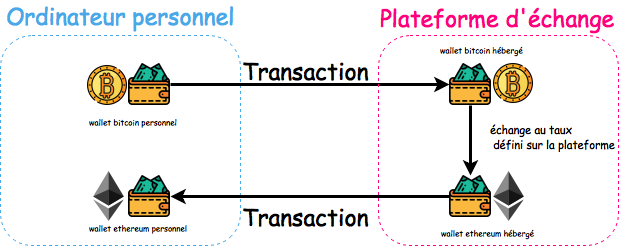 Ordinateur personnel
Plateforme d'échange
wallet bitcoin hébergé
Transaction
wallet bitcoin personnel
échange au taux
défini sur la plateforme
wallet ethereum personnel
Transaction
wallet ethereum hébergé